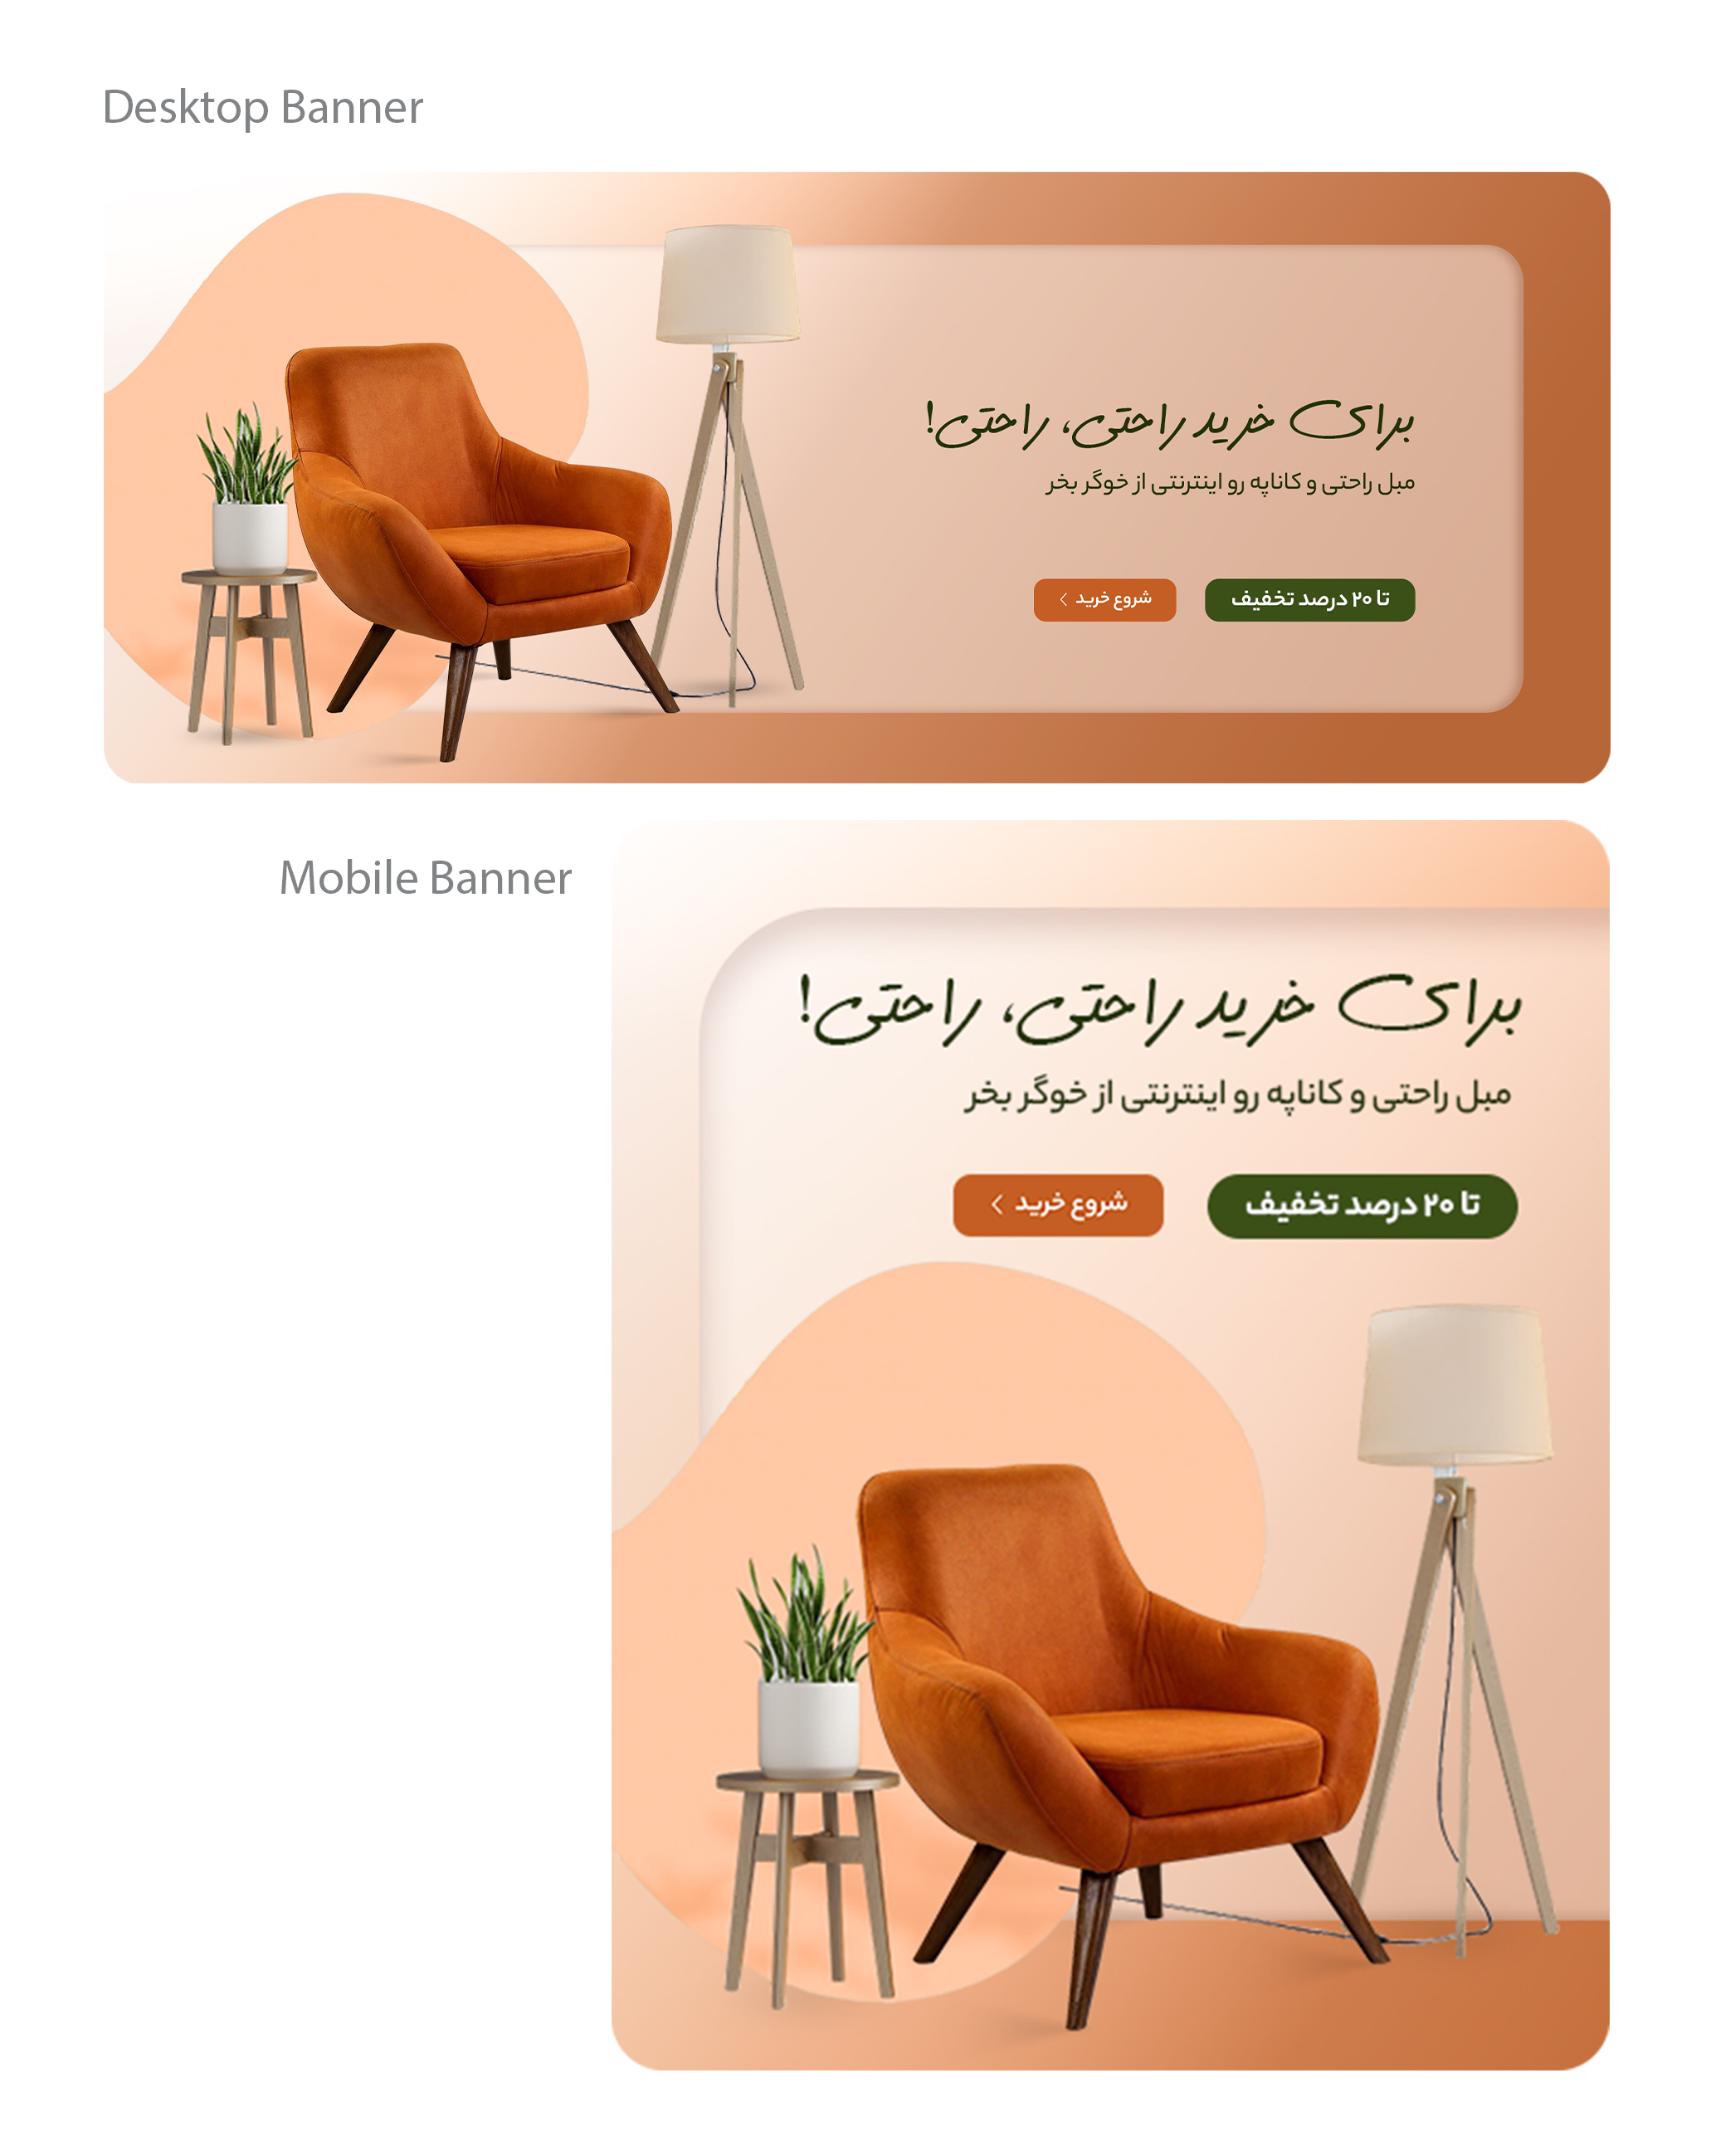 Desktop Banner
برای خرید راحتی، راحتی!
مبل راحتی و کاناپه رو اینترنتی از خوگر بخر
تا ۲۰ درصد تخفیف
شروع خرید
Mobile Banner
برای خرید راحتی، راحتی!
مبل راحتی و کاناپه رو اینترنتی از خوگر بخر
تا ۲۰ درصد تخفیف
شروع خرید